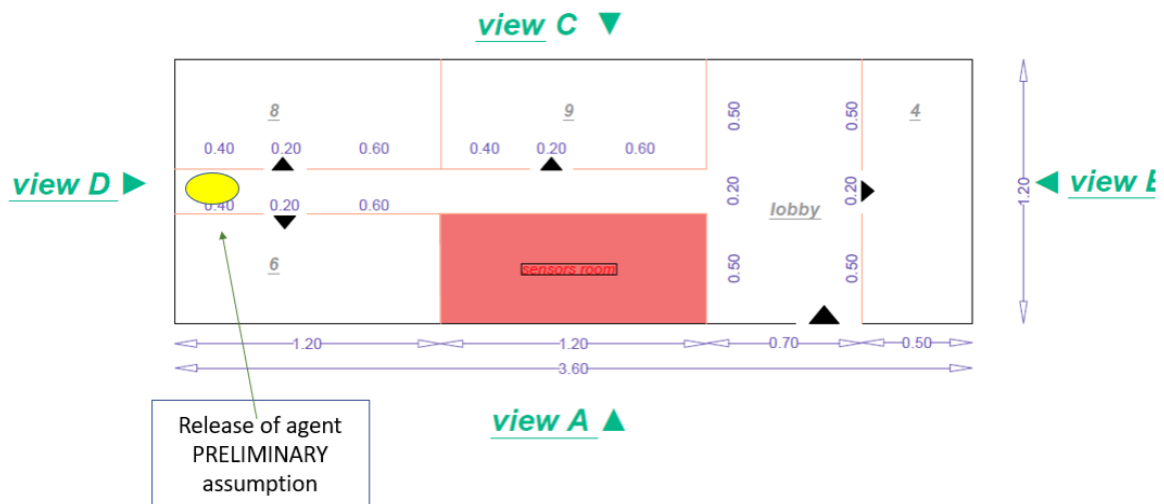 view C ▼
8
9
4
0.50
0.50
0.40 0.20 0.60
0.40 0.20 0.60
view D ►
0.20
0.20
1.20
◄ view
0.40 0.20 0.60
lobby
6
sensors room
0.50
0.50
1.20
1.20
0.70
0.50
3.60
view A ▲
Release of agent
PRELIMINARY
assumption